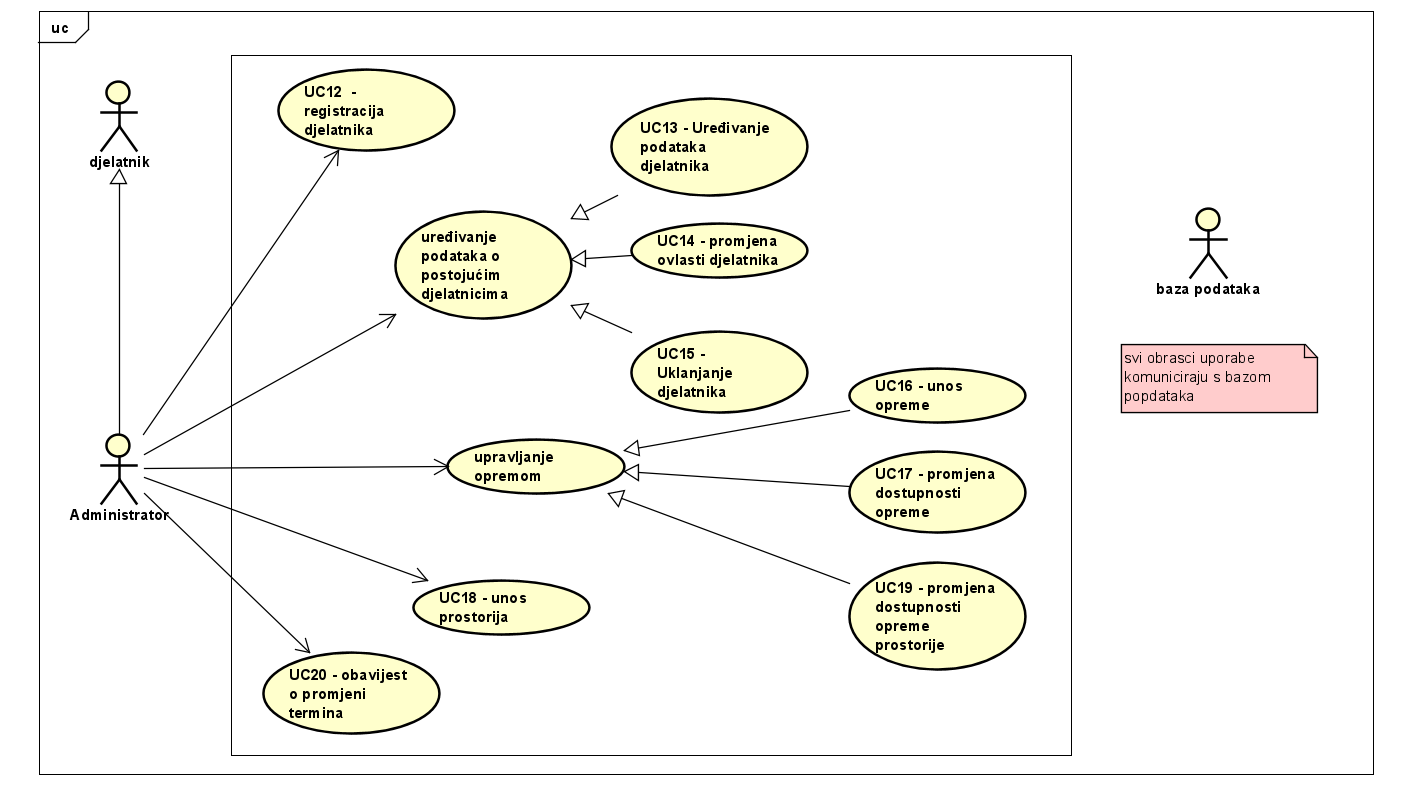 uc
djelatnik
Administrator
UC12 -
registracija
djelatnika
UC13 - Uređivanje
podataka
djelatnika
uređivanje
podataka o
postojućim
djelatnicima
UC14 - promjena
ovlasti djelatnika
UC15 -
Uklanjanje
djelatnika
UC16 - unos
opreme
upravljanje
opremom
UC17 - promjena
dostupnosti
opreme
UC18 - unos
prostorija
UC19 - promjena
dostupnosti
opreme
prostorije
UC20 - obavijest
o promjeni
termina
baza podataka
svi obrasci uporabe
komuniciraju s bazom
popdataka